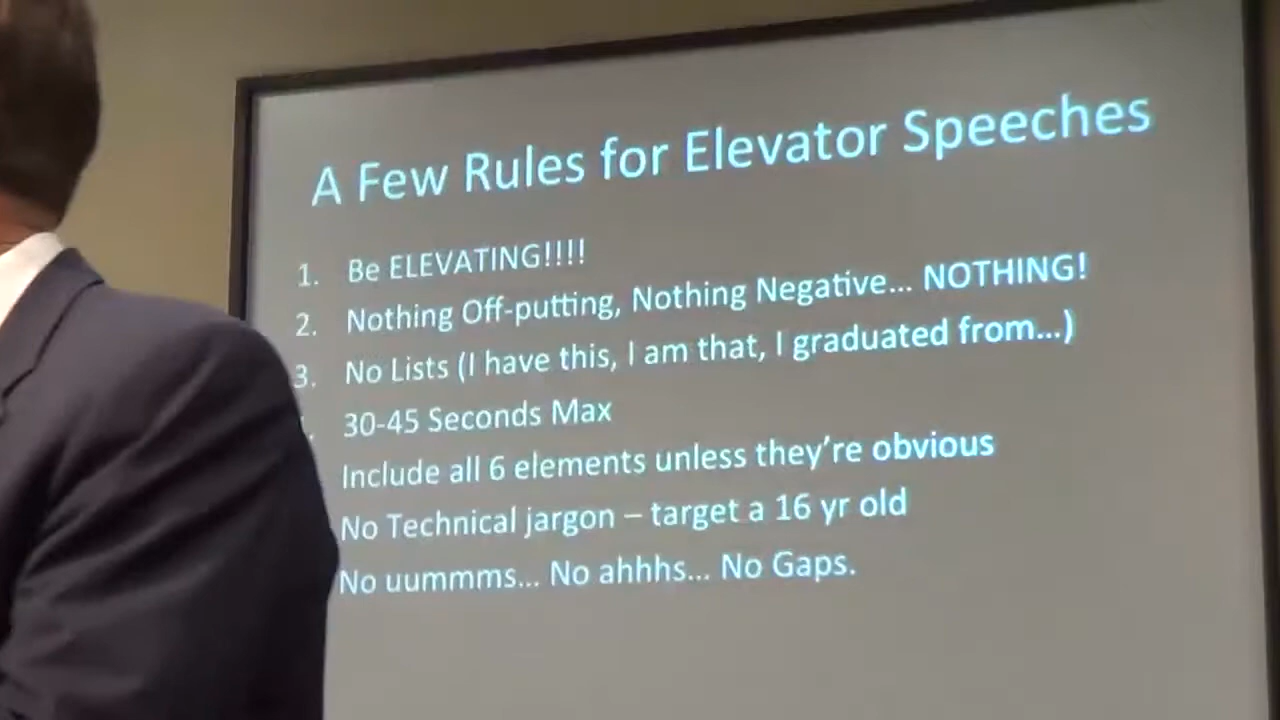 A Few Rules for Elevator Speeches
1. Be ELEVATING!!!!
2. Nothing Off-putting, Nothing Negative... NOTHING!
3. No Lists (I have this, I am that, I graduated from...)
30-45 Seconds Max
Include all 6 elements unless they’re obvious
No Technical jargon – target a 16 yr old
No uummms... No ahhhs... No Gaps.